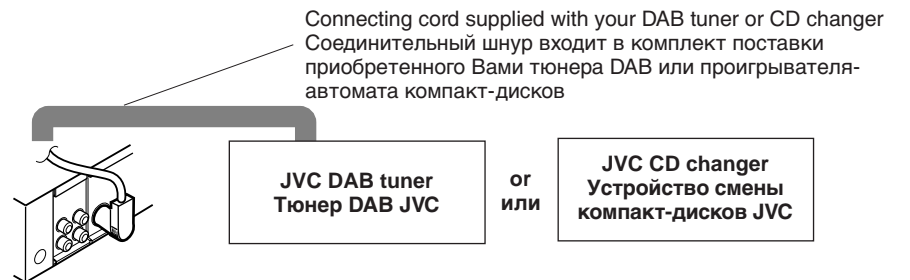 Connecting cord supplied with your DAB tuner or CD changer
Соединительный шнур входит в комплект поставки
приобретенного Вами тюнера DAB или проигрывателя-
автомата компакт-дисков
JVC DAB tuner
Тюнер DAB JVC
or
или
JVC CD changer
Устройство смены
компакт-дисков JVC